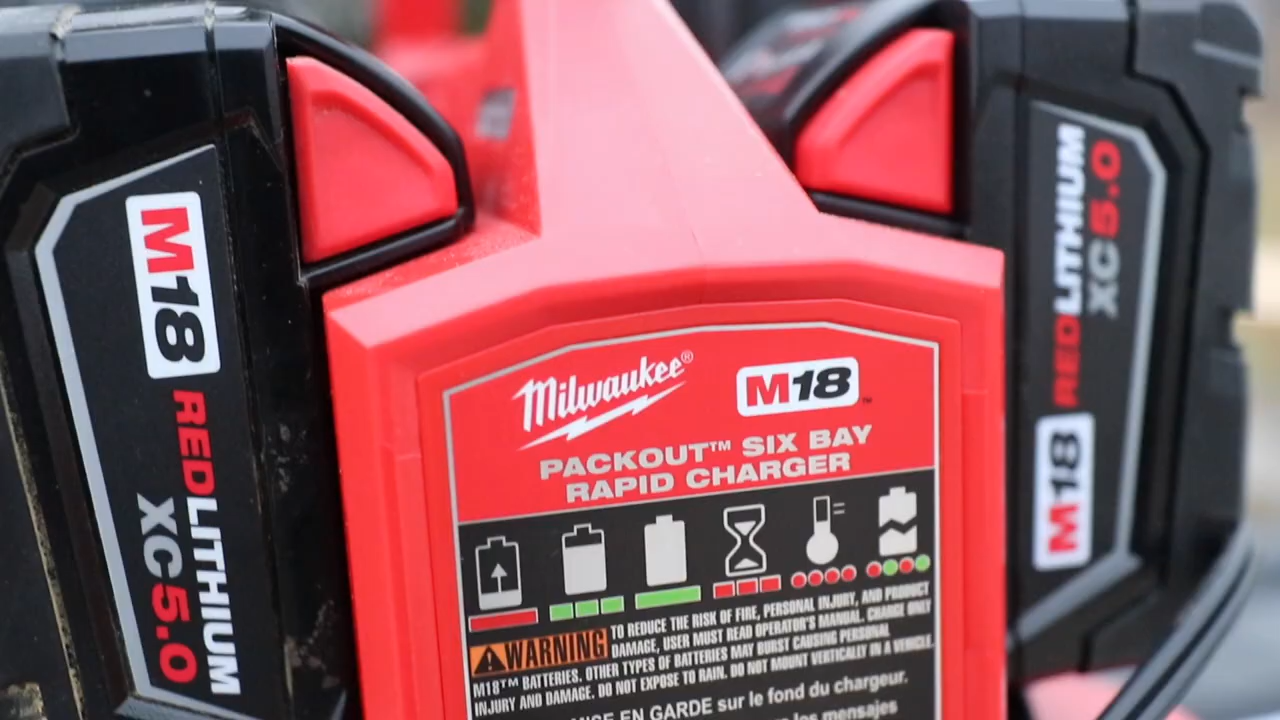 M18
REDLITHIUM
XC5.0
Milwaukee®
M18™
PACKOUT™ SIX BAY
RAPID CHARGER
WARNING TO REDUCE THE RISK OF FIRE, PERSONAL INJURY, AND PRODUCT
DAMAGE, USER MUST READ OPERATOR'S MANUAL. CHARGE ONLY
M18™ BATTERIES. OTHER TYPES OF BATTERIES MAY BURST CAUSING PERSONAL
INJURY AND DAMAGE. DO NOT EXPOSE TO RAIN. DO NOT MOUNT VERTICALLY IN A VEHICLE.
EN GARDE sur le fond du chargeur.
los mensajes
M18
REDLITHIUM
XC5.0